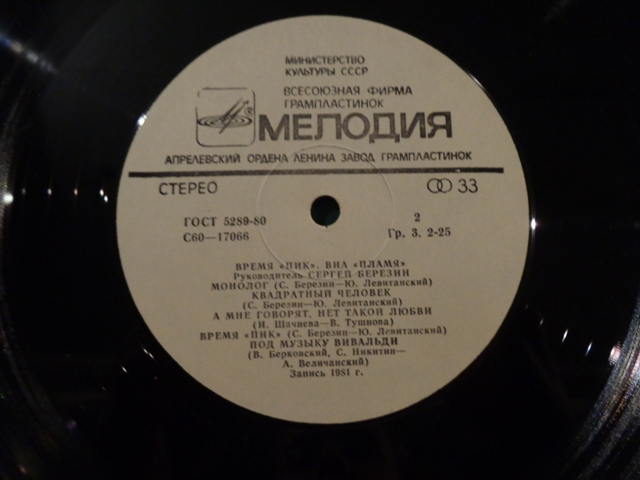 МИНИСТЕРСТВО
КУЛЬТУРЫ СССР
ВСЕСОЮЗНАЯ ФИРМА
ГРАМПЛАСТИНОК
МЕЛОДИЯ
АПРЕЛЕВСКИЙ ОРДЕНА ЛЕНИНА ЗАВОД ГРАМПЛАСТИНОК
СТЕРЕО 33
ГОСТ 5289-80 2
С60—17066 Гр. 3. 2-25
ВРЕМЯ «ПИК». ВИА «ПЛАМЯ»
Руководитель СЕРГЕЙ БЕРЕЗИН
МОНОЛОГ (С. Березин—Ю. Левитанский)
КВАДРАТНЫЙ ЧЕЛОВЕК
(С. Березин—Ю. Левитанский)
А МНЕ ГОВОРЯТ, НЕТ ТАКОЙ ЛЮБВИ
(И. Шачнева—В. Тушнова)
ВРЕМЯ «ПИК» (С. Березин—Ю. Левитанский)
ПОД МУЗЫКУ ВИВАЛЬДИ
(В. Берковский, С. Никитин—
А. Величанский)
Запись 1981 г.